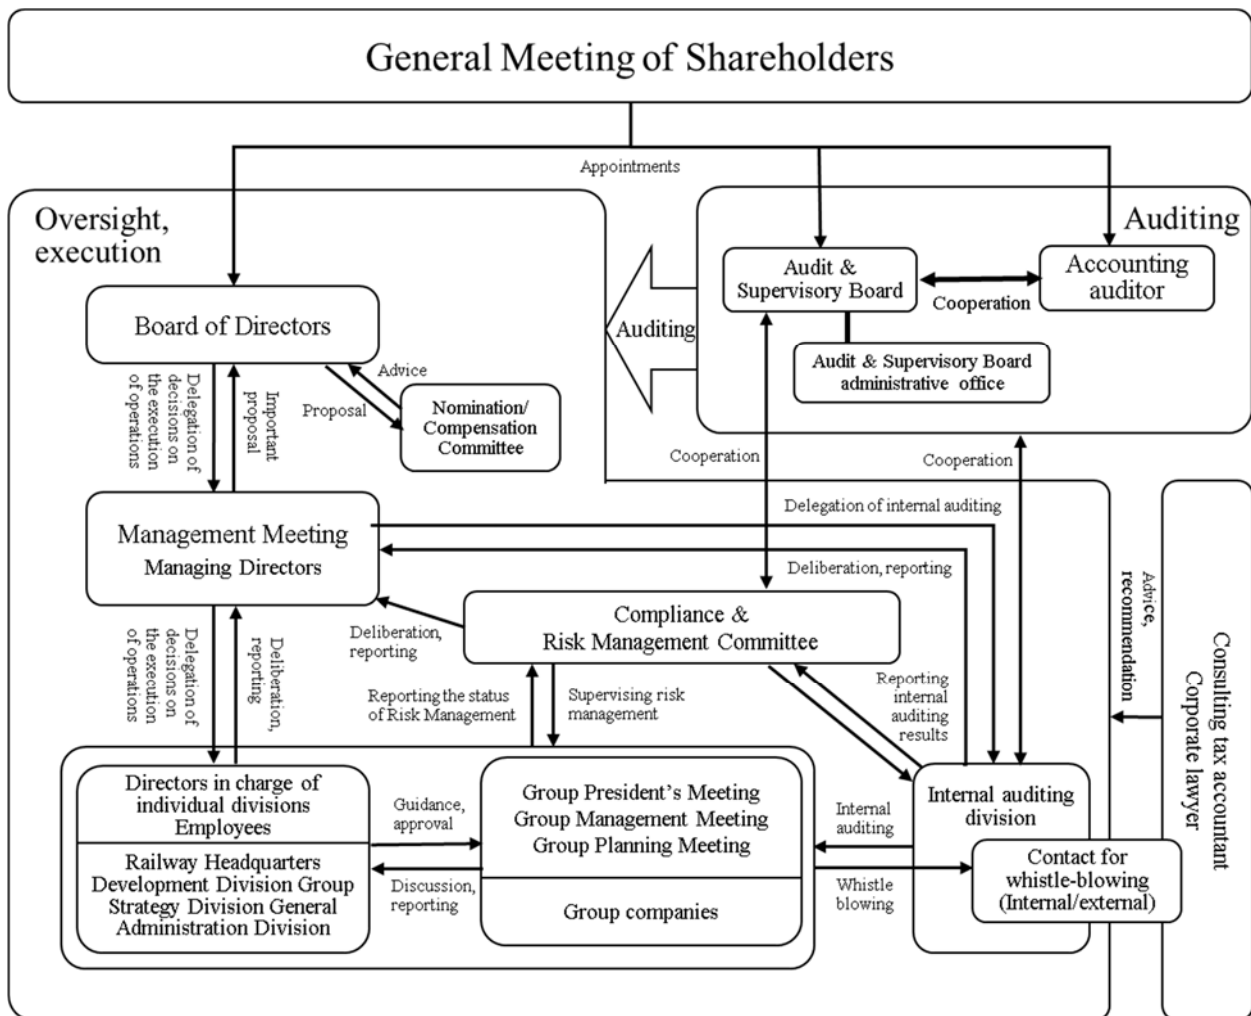 General Meeting of Shareholders
Appointments
Oversight,
execution
Auditing
Board of Directors
Audit &
Supervisory Board
Cooperation
Accounting
auditor
Auditing
Audit & Supervisory Board
administrative office
Delegation of
decisions on
the execution
of operations
Important
proposal
Advice
Proposal
Nomination/
Compensation
Committee
Cooperation
Cooperation
Delegation of internal auditing
Management Meeting
Managing Directors
Deliberation, reporting
Advice,
recommendation
Consulting tax accountant
Corporate lawyer
Compliance &
Risk Management Committee
Deliberation,
reporting
Delegation of
decisions on
the execution
of operations
Deliberation,
reporting
Reporting the status
of Risk Management
Supervising risk
management
Reporting
internal
auditing
results
Directors in charge of
individual divisions
Employees
Railway Headquarters
Development Division Group
Strategy Division General
Administration Division
Guidance,
approval
Discussion,
reporting
Group President's Meeting
Group Management Meeting
Group Planning Meeting
Group companies
Internal
auditing
Whistle
blowing
Internal auditing
division
Contact for
whistle-blowing
(Internal/external)